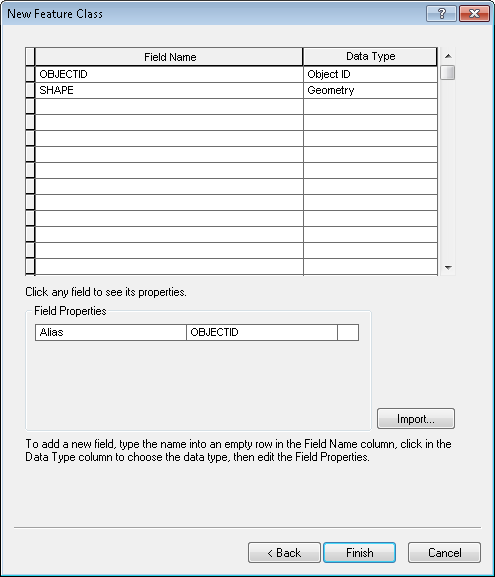 New Feature Class
Field Name Data Type
OBJECTID Object ID
SHAPE Geometry
Click any field to see its properties.
Field Properties
Alias OBJECTID
Import...
To add a new field, type the name into an empty row in the Field Name column, click in the
Data Type column to choose the data type, then edit the Field Properties.
< Back Finish Cancel